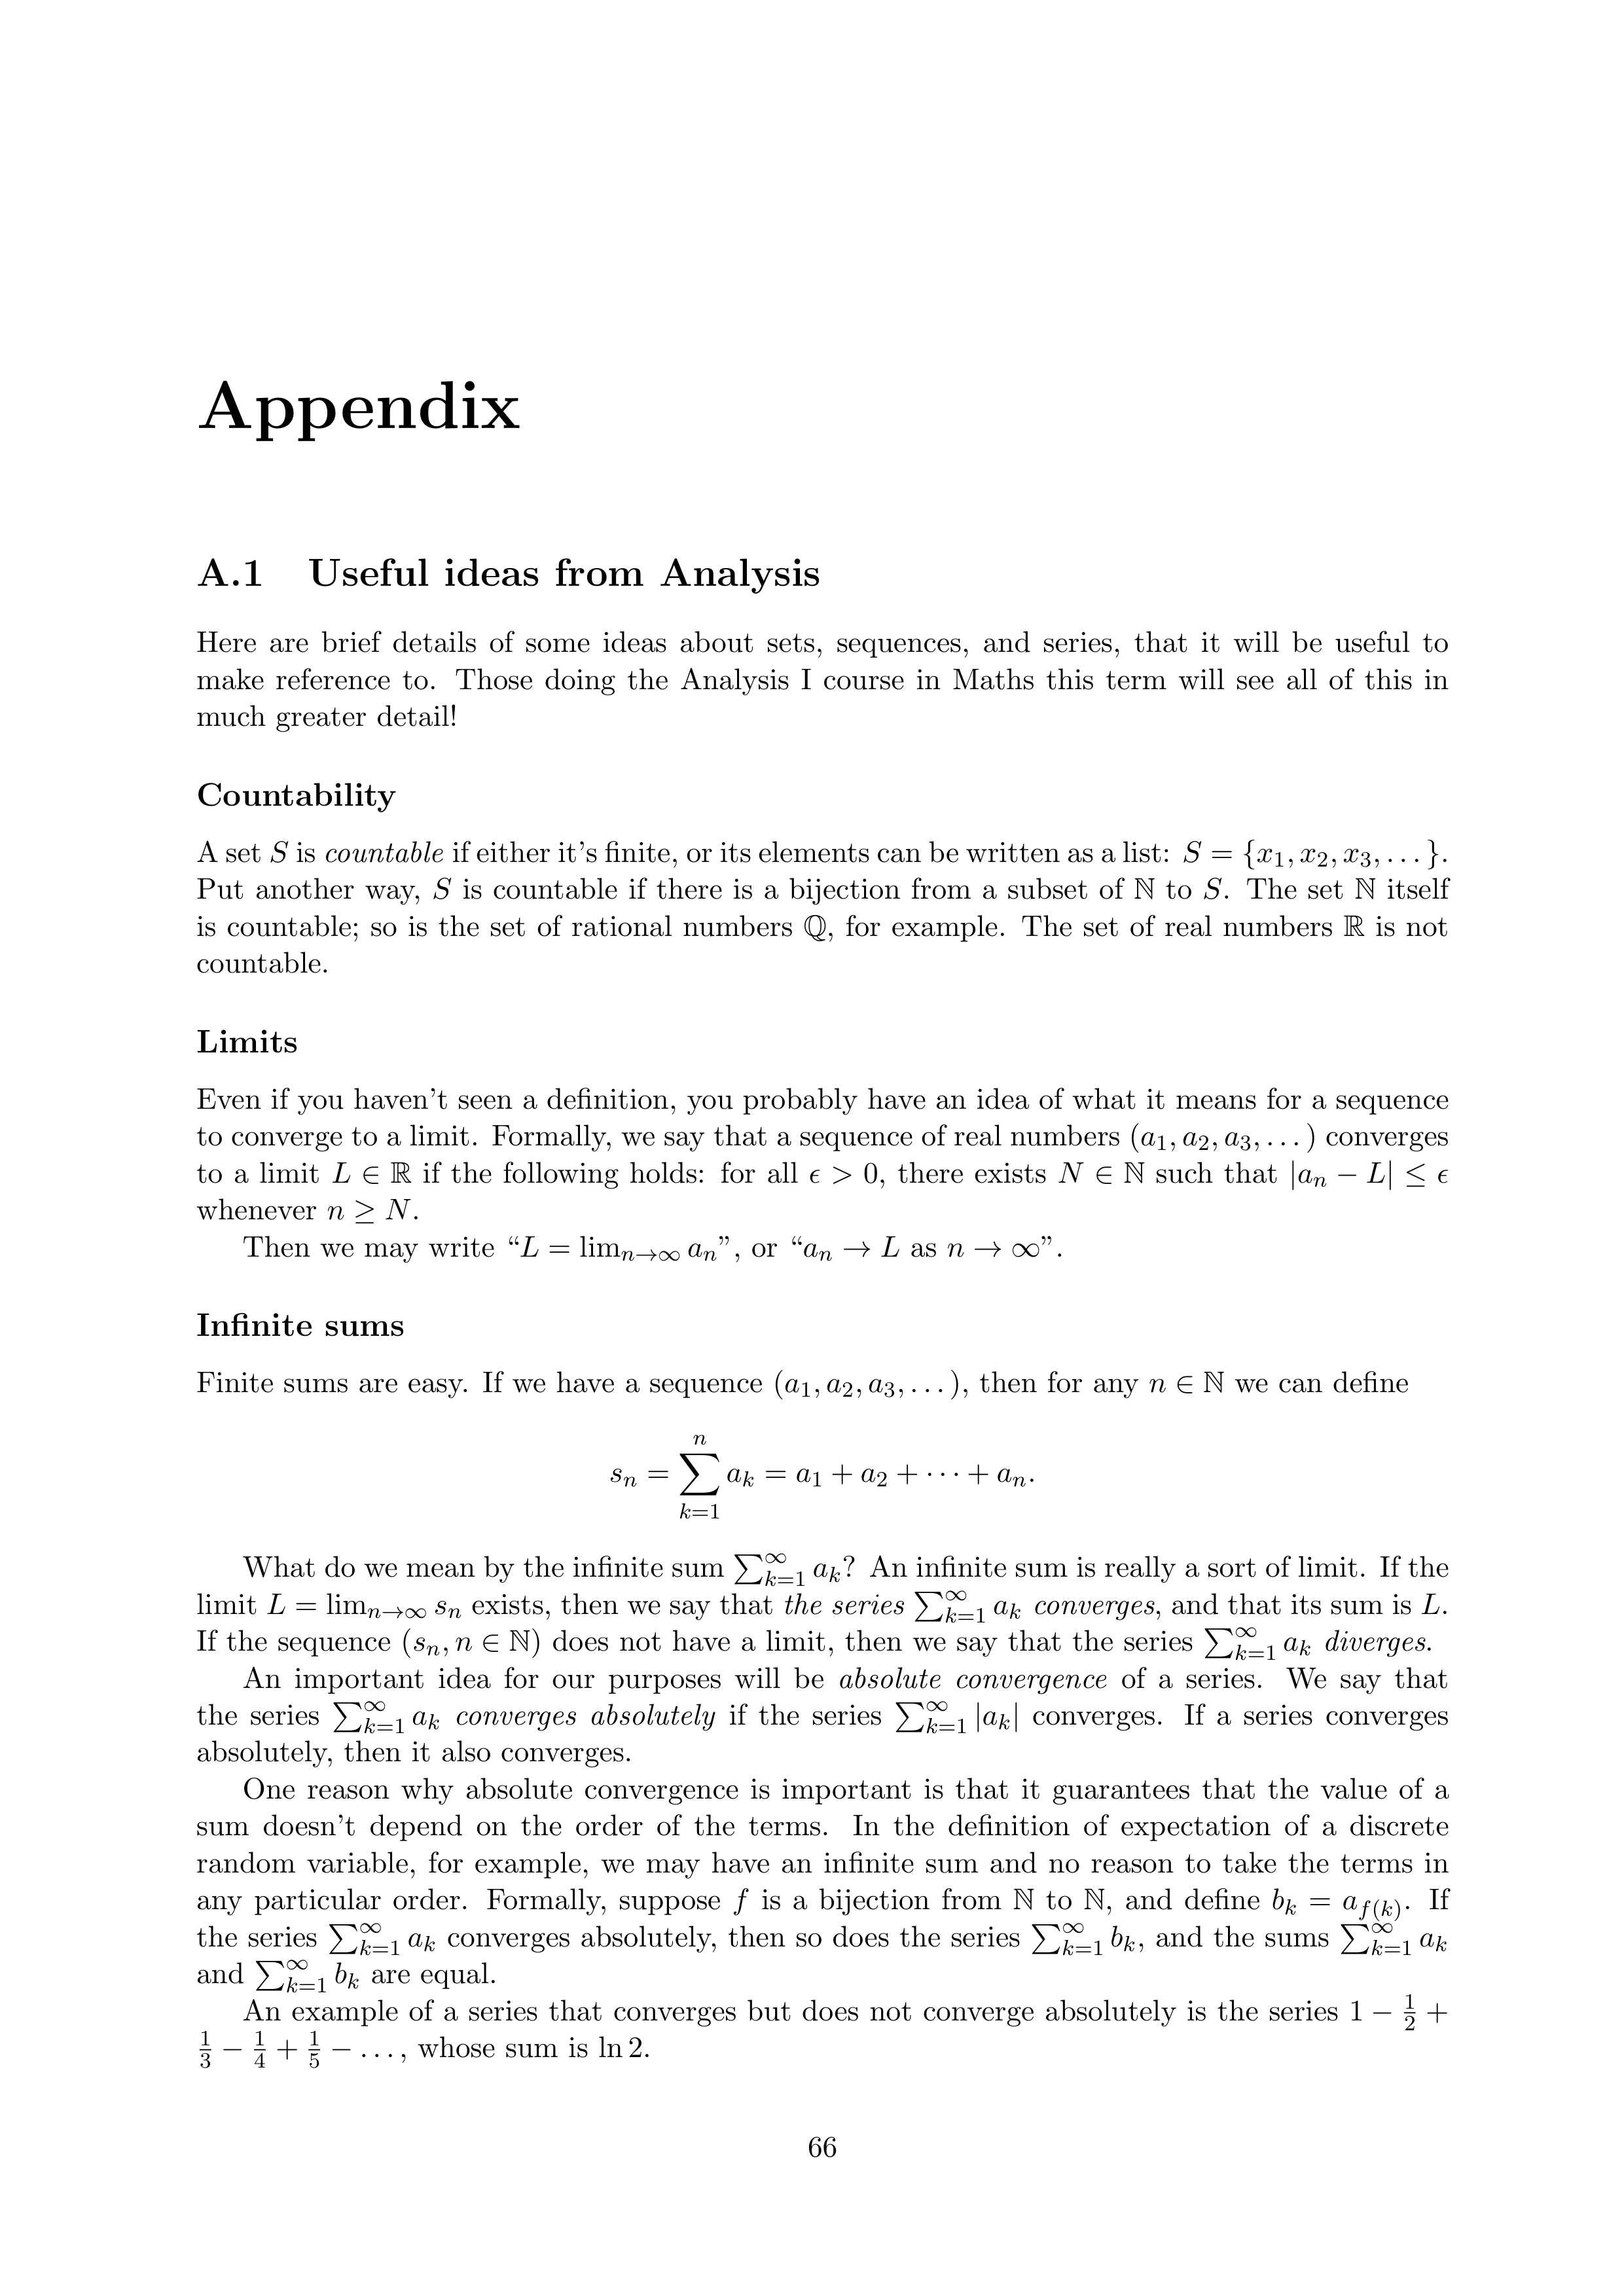 Appendix
A.1 Useful ideas from Analysis
Here are brief details of some ideas about sets, sequences, and series, that it will be useful to
make reference to. Those doing the Analysis I course in Maths this term will see all of this in
much greater detail!
Countability
A set $S$ is countable if either it's finite, or its elements can be written as a list: $S = \{x_1, x_2, x_3, \dots\}$.
Put another way, $S$ is countable if there is a bijection from a subset of $\mathbb{N}$ to $S$. The set $\mathbb{N}$ itself
is countable; so is the set of rational numbers $\mathbb{Q}$, for example. The set of real numbers $\mathbb{R}$ is not
countable.
Limits
Even if you haven't seen a definition, you probably have an idea of what it means for a sequence
to converge to a limit. Formally, we say that a sequence of real numbers $(a_1, a_2, a_3, \dots)$ converges
to a limit $L \in \mathbb{R}$ if the following holds: for all $\epsilon > 0$, there exists $N \in \mathbb{N}$ such that $|a_n - L| \leq \epsilon$
whenever $n \geq N$.
Then we may write “$L = \lim_{n\to\infty} a_n$”, or “$a_n \to L$ as $n \to \infty$”.
Infinite sums
Finite sums are easy. If we have a sequence $(a_1, a_2, a_3, \dots)$, then for any $n \in \mathbb{N}$ we can define
$s_n = \sum_{k=1}^{n} a_k = a_1 + a_2 + \cdots + a_n.$
What do we mean by the infinite sum $\sum_{k=1}^{\infty} a_k$? An infinite sum is really a sort of limit. If the
limit $L = \lim_{n\to\infty} s_n$ exists, then we say that the series $\sum_{k=1}^{\infty} a_k$ converges, and that its sum is $L$.
If the sequence $(s_n, n \in \mathbb{N})$ does not have a limit, then we say that the series $\sum_{k=1}^{\infty} a_k$ diverges.
An important idea for our purposes will be absolute convergence of a series. We say that
the series $\sum_{k=1}^{\infty} a_k$ converges absolutely if the series $\sum_{k=1}^{\infty} |a_k|$ converges. If a series converges
absolutely, then it also converges.
One reason why absolute convergence is important is that it guarantees that the value of a
sum doesn't depend on the order of the terms. In the definition of expectation of a discrete
random variable, for example, we may have an infinite sum and no reason to take the terms in
any particular order. Formally, suppose $f$ is a bijection from $\mathbb{N}$ to $\mathbb{N}$, and define $b_k = a_{f(k)}$. If
the series $\sum_{k=1}^{\infty} a_k$ converges absolutely, then so does the series $\sum_{k=1}^{\infty} b_k$, and the sums $\sum_{k=1}^{\infty} a_k$
and $\sum_{k=1}^{\infty} b_k$ are equal.
An example of a series that converges but does not converge absolutely is the series $1 - \frac{1}{2} +$
$\frac{1}{3} - \frac{1}{4} + \frac{1}{5} - \dots$, whose sum is $\ln 2$.
66